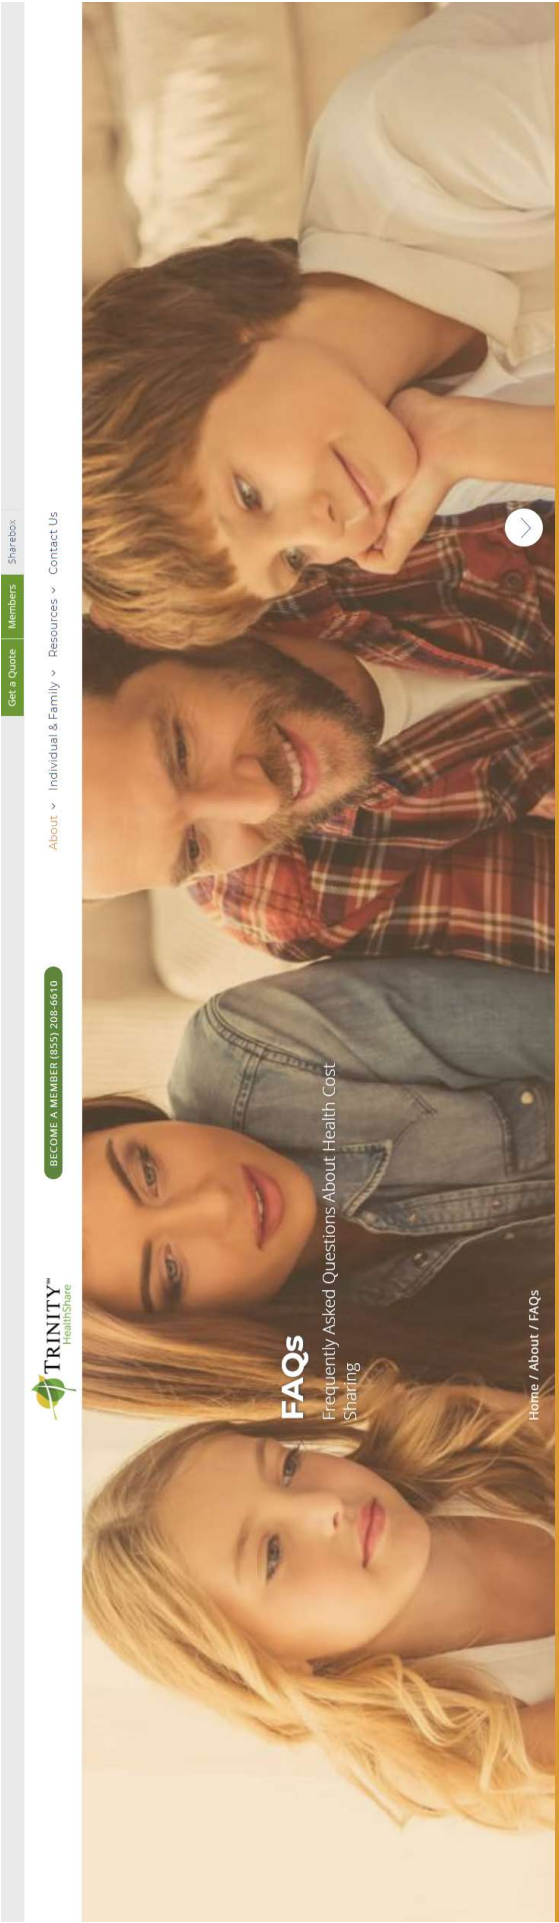 Get a Quote
Members
Sharebox
TRINITY™
HealthShare
BECOME A MEMBER (855) 208-6610
About
Individual & Family
Resources
Contact Us
FAQs
Frequently Asked Questions About Health Cost
Sharing
Home / About / FAQs